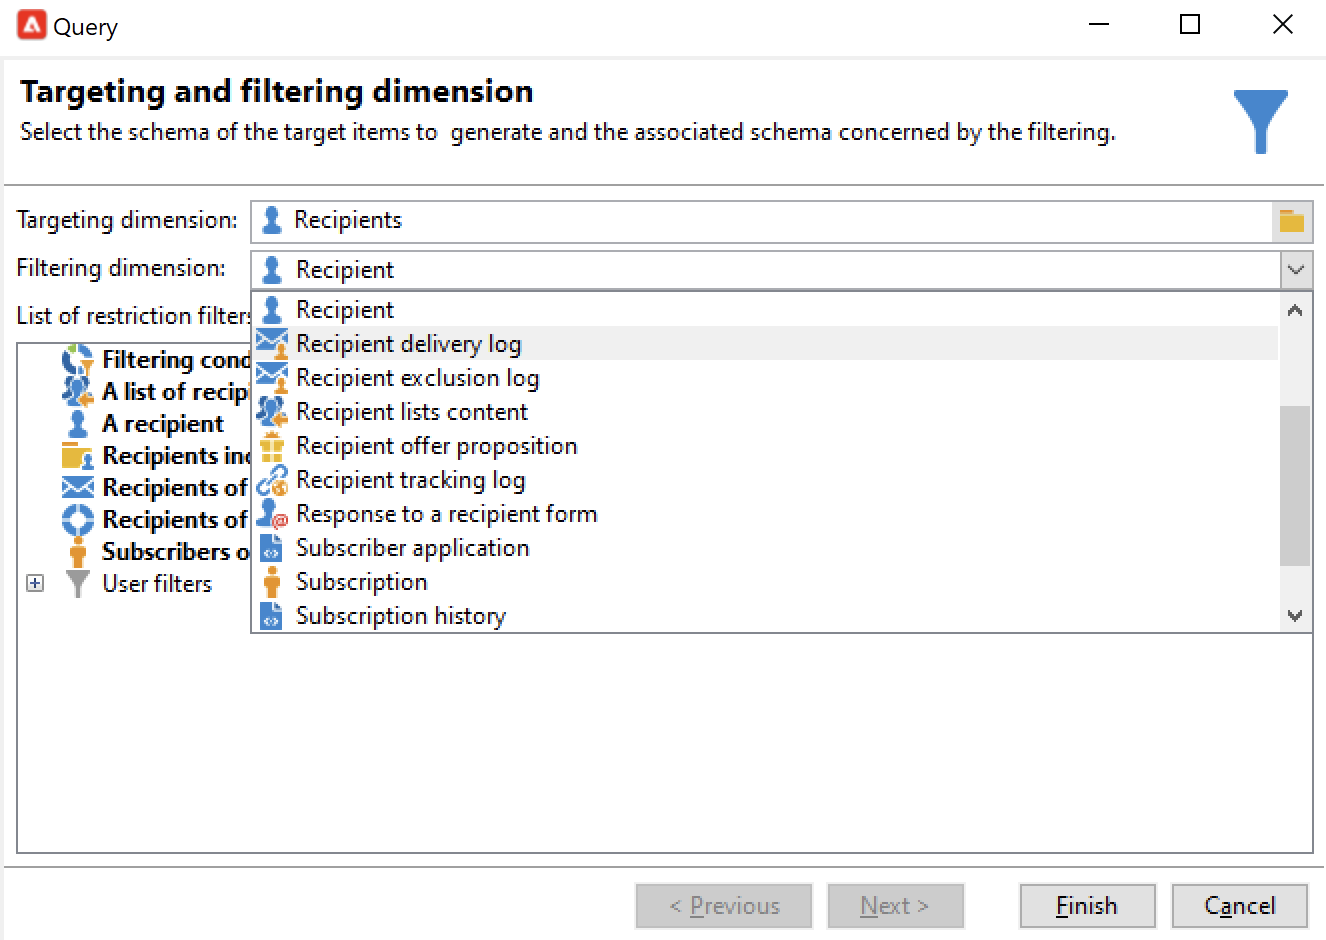 Query
Targeting and filtering dimension
Select the schema of the target items to  generate and the associated schema concerned by the filtering.
Targeting dimension:
Recipients
Filtering dimension:
Recipient
List of restriction filters
Recipient
Recipient delivery log
Recipient exclusion log
Recipient lists content
Recipient offer proposition
Recipient tracking log
Response to a recipient form
Subscriber application
Subscription
Subscription history
Filtering cond
A list of recipi
A recipient
Recipients inc
Recipients of
Recipients of
Subscribers o
User filters
< Previous
Next >
Finish
Cancel